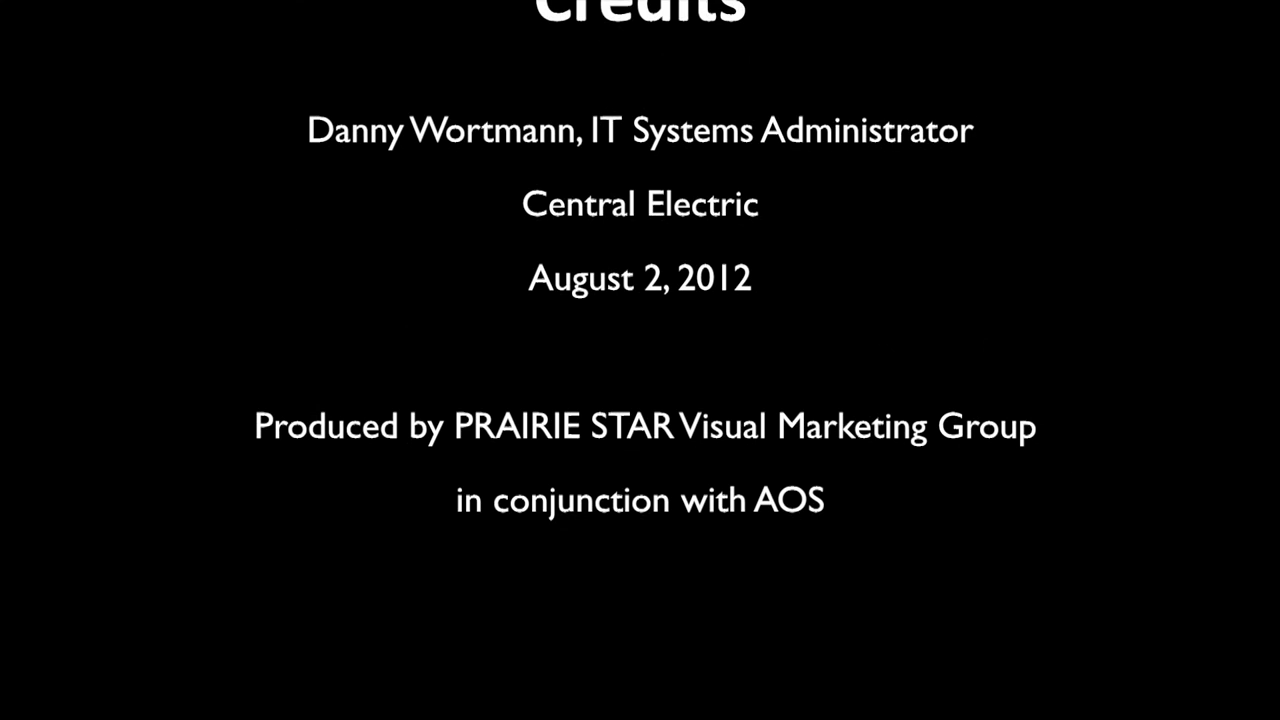 Credits
Danny Wortmann, IT Systems Administrator
Central Electric
August 2, 2012
Produced by PRAIRIE STAR Visual Marketing Group
in conjunction with AOS